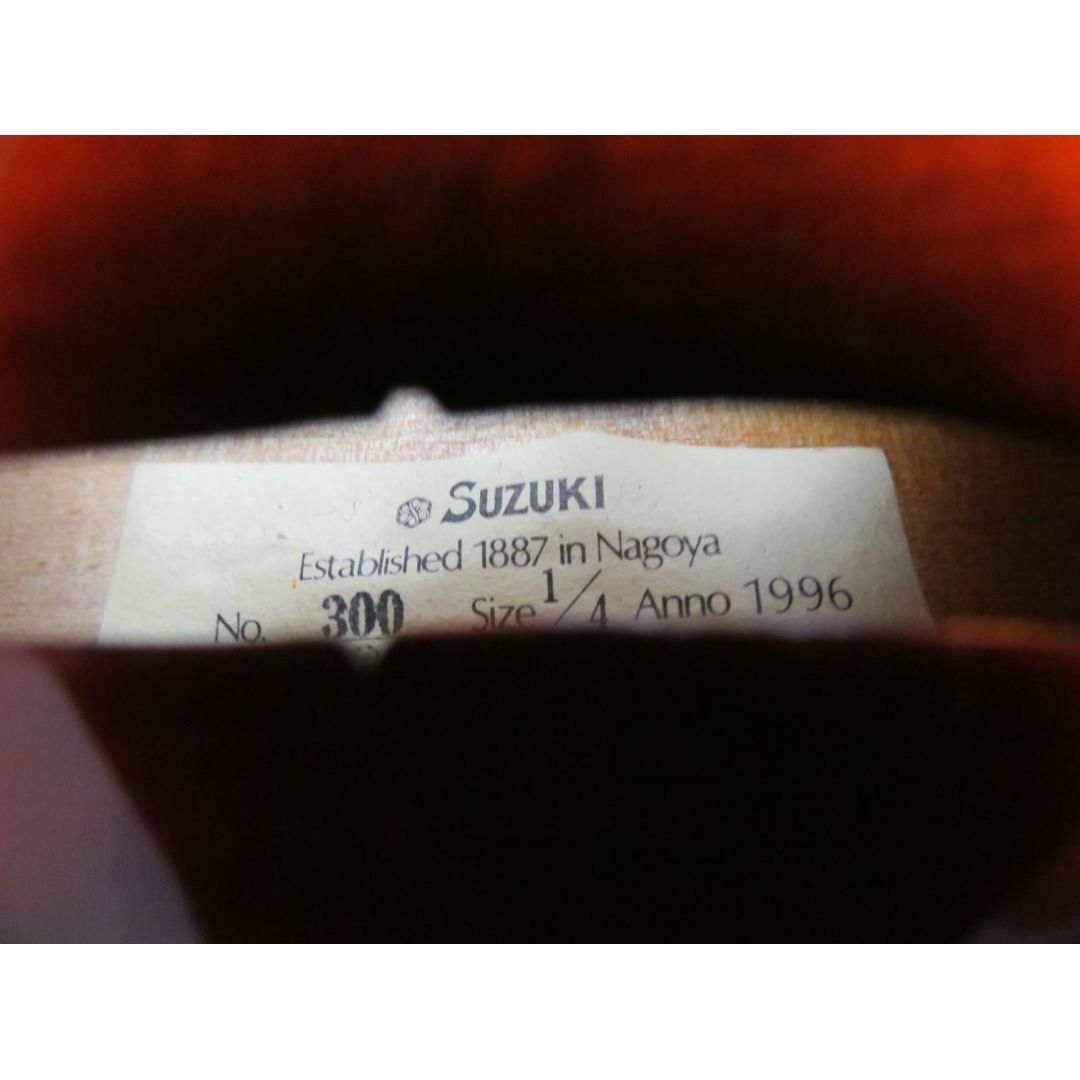 SUZUKI
Established 1887 in Nagoya
No. 300 Size 1/4 Anno 1996